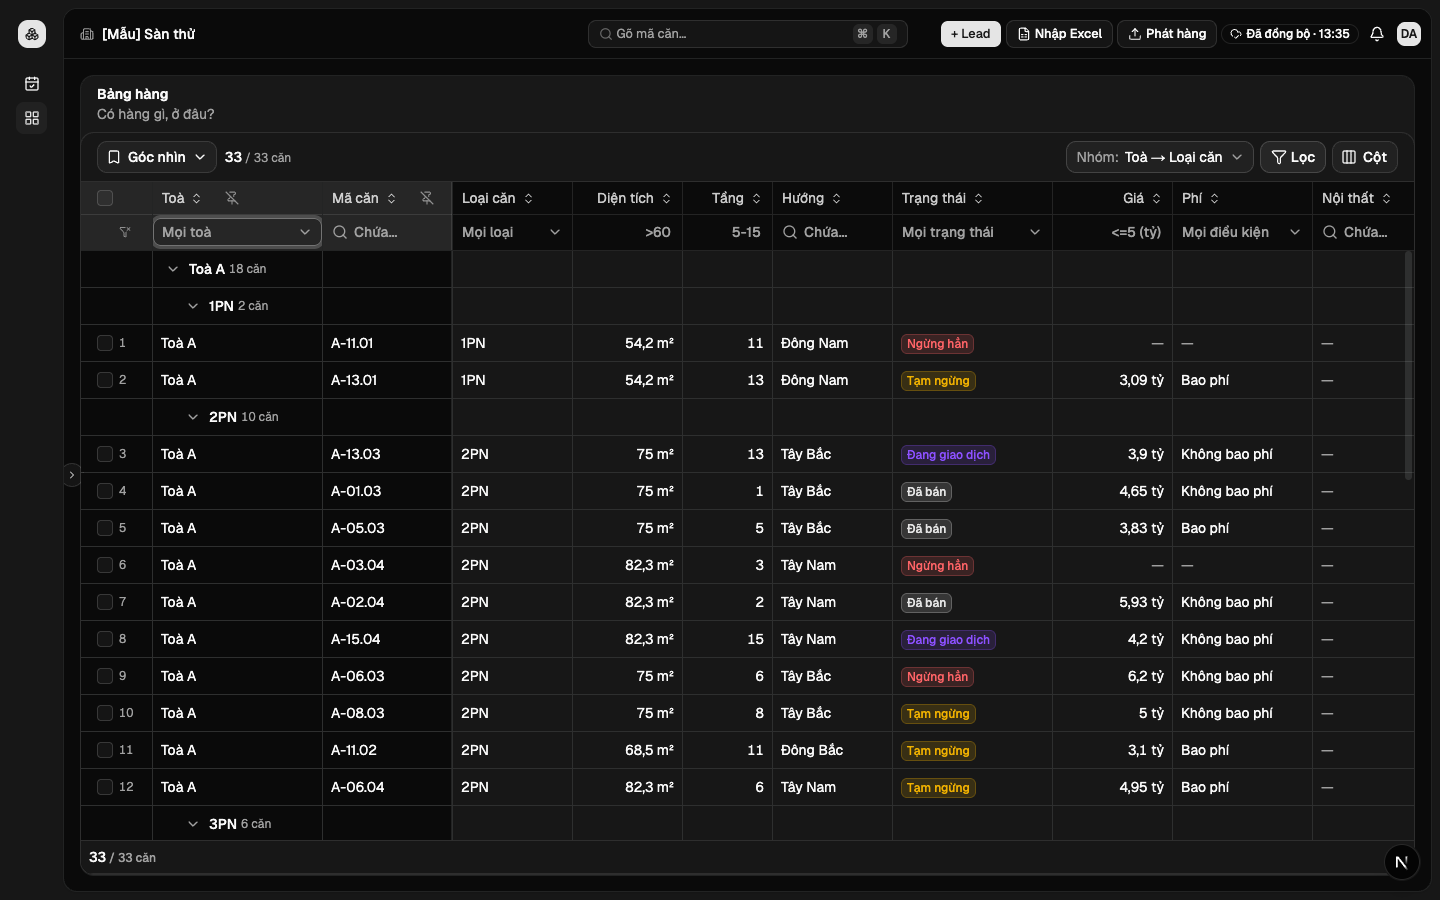 [Mẫu] Sàn thử
Gõ mã căn...
⌘ K
+ Lead
Nhập Excel
Phát hàng
Đã đồng bộ · 13:35
DA
Bảng hàng
Có hàng gì, ở đâu?
Góc nhìn
33 / 33 căn
Nhóm: Toà → Loại căn
Lọc
Cột
Toà Mã căn Loại căn Diện tích Tầng Hướng Trạng thái Giá Phí Nội thất
Mọi toà Chứa... Mọi loại >60 5-15 Chứa... Mọi trạng thái <=5 (tỷ) Mọi điều kiện Chứa...
Toà A 18 căn
1PN 2 căn
1 Toà A A-11.01 1PN 54,2 m² 11 Đông Nam Ngừng hẳn — — —
2 Toà A A-13.01 1PN 54,2 m² 13 Đông Nam Tạm ngừng 3,09 tỷ Bao phí —
2PN 10 căn
3 Toà A A-13.03 2PN 75 m² 13 Tây Bắc Đang giao dịch 3,9 tỷ Không bao phí —
4 Toà A A-01.03 2PN 75 m² 1 Tây Bắc Đã bán 4,65 tỷ Không bao phí —
5 Toà A A-05.03 2PN 75 m² 5 Tây Bắc Đã bán 3,83 tỷ Bao phí —
6 Toà A A-03.04 2PN 82,3 m² 3 Tây Nam Ngừng hẳn — — —
7 Toà A A-02.04 2PN 82,3 m² 2 Tây Nam Đã bán 5,93 tỷ Không bao phí —
8 Toà A A-15.04 2PN 82,3 m² 15 Tây Nam Đang giao dịch 4,2 tỷ Không bao phí —
9 Toà A A-06.03 2PN 75 m² 6 Tây Bắc Ngừng hẳn 6,2 tỷ Không bao phí —
10 Toà A A-08.03 2PN 75 m² 8 Tây Bắc Tạm ngừng 5 tỷ Không bao phí —
11 Toà A A-11.02 2PN 68,5 m² 11 Đông Bắc Tạm ngừng 3,1 tỷ Bao phí —
12 Toà A A-06.04 2PN 82,3 m² 6 Tây Nam Tạm ngừng 4,95 tỷ Bao phí —
3PN 6 căn
33 / 33 căn
N